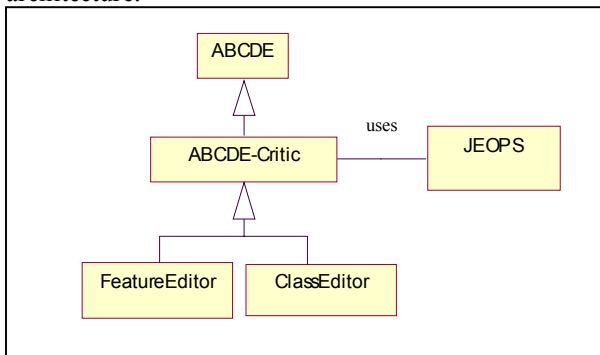 architecture.
ABCDE
uses
ABCDE-Critic
JEOPS
FeatureEditor
ClassEditor